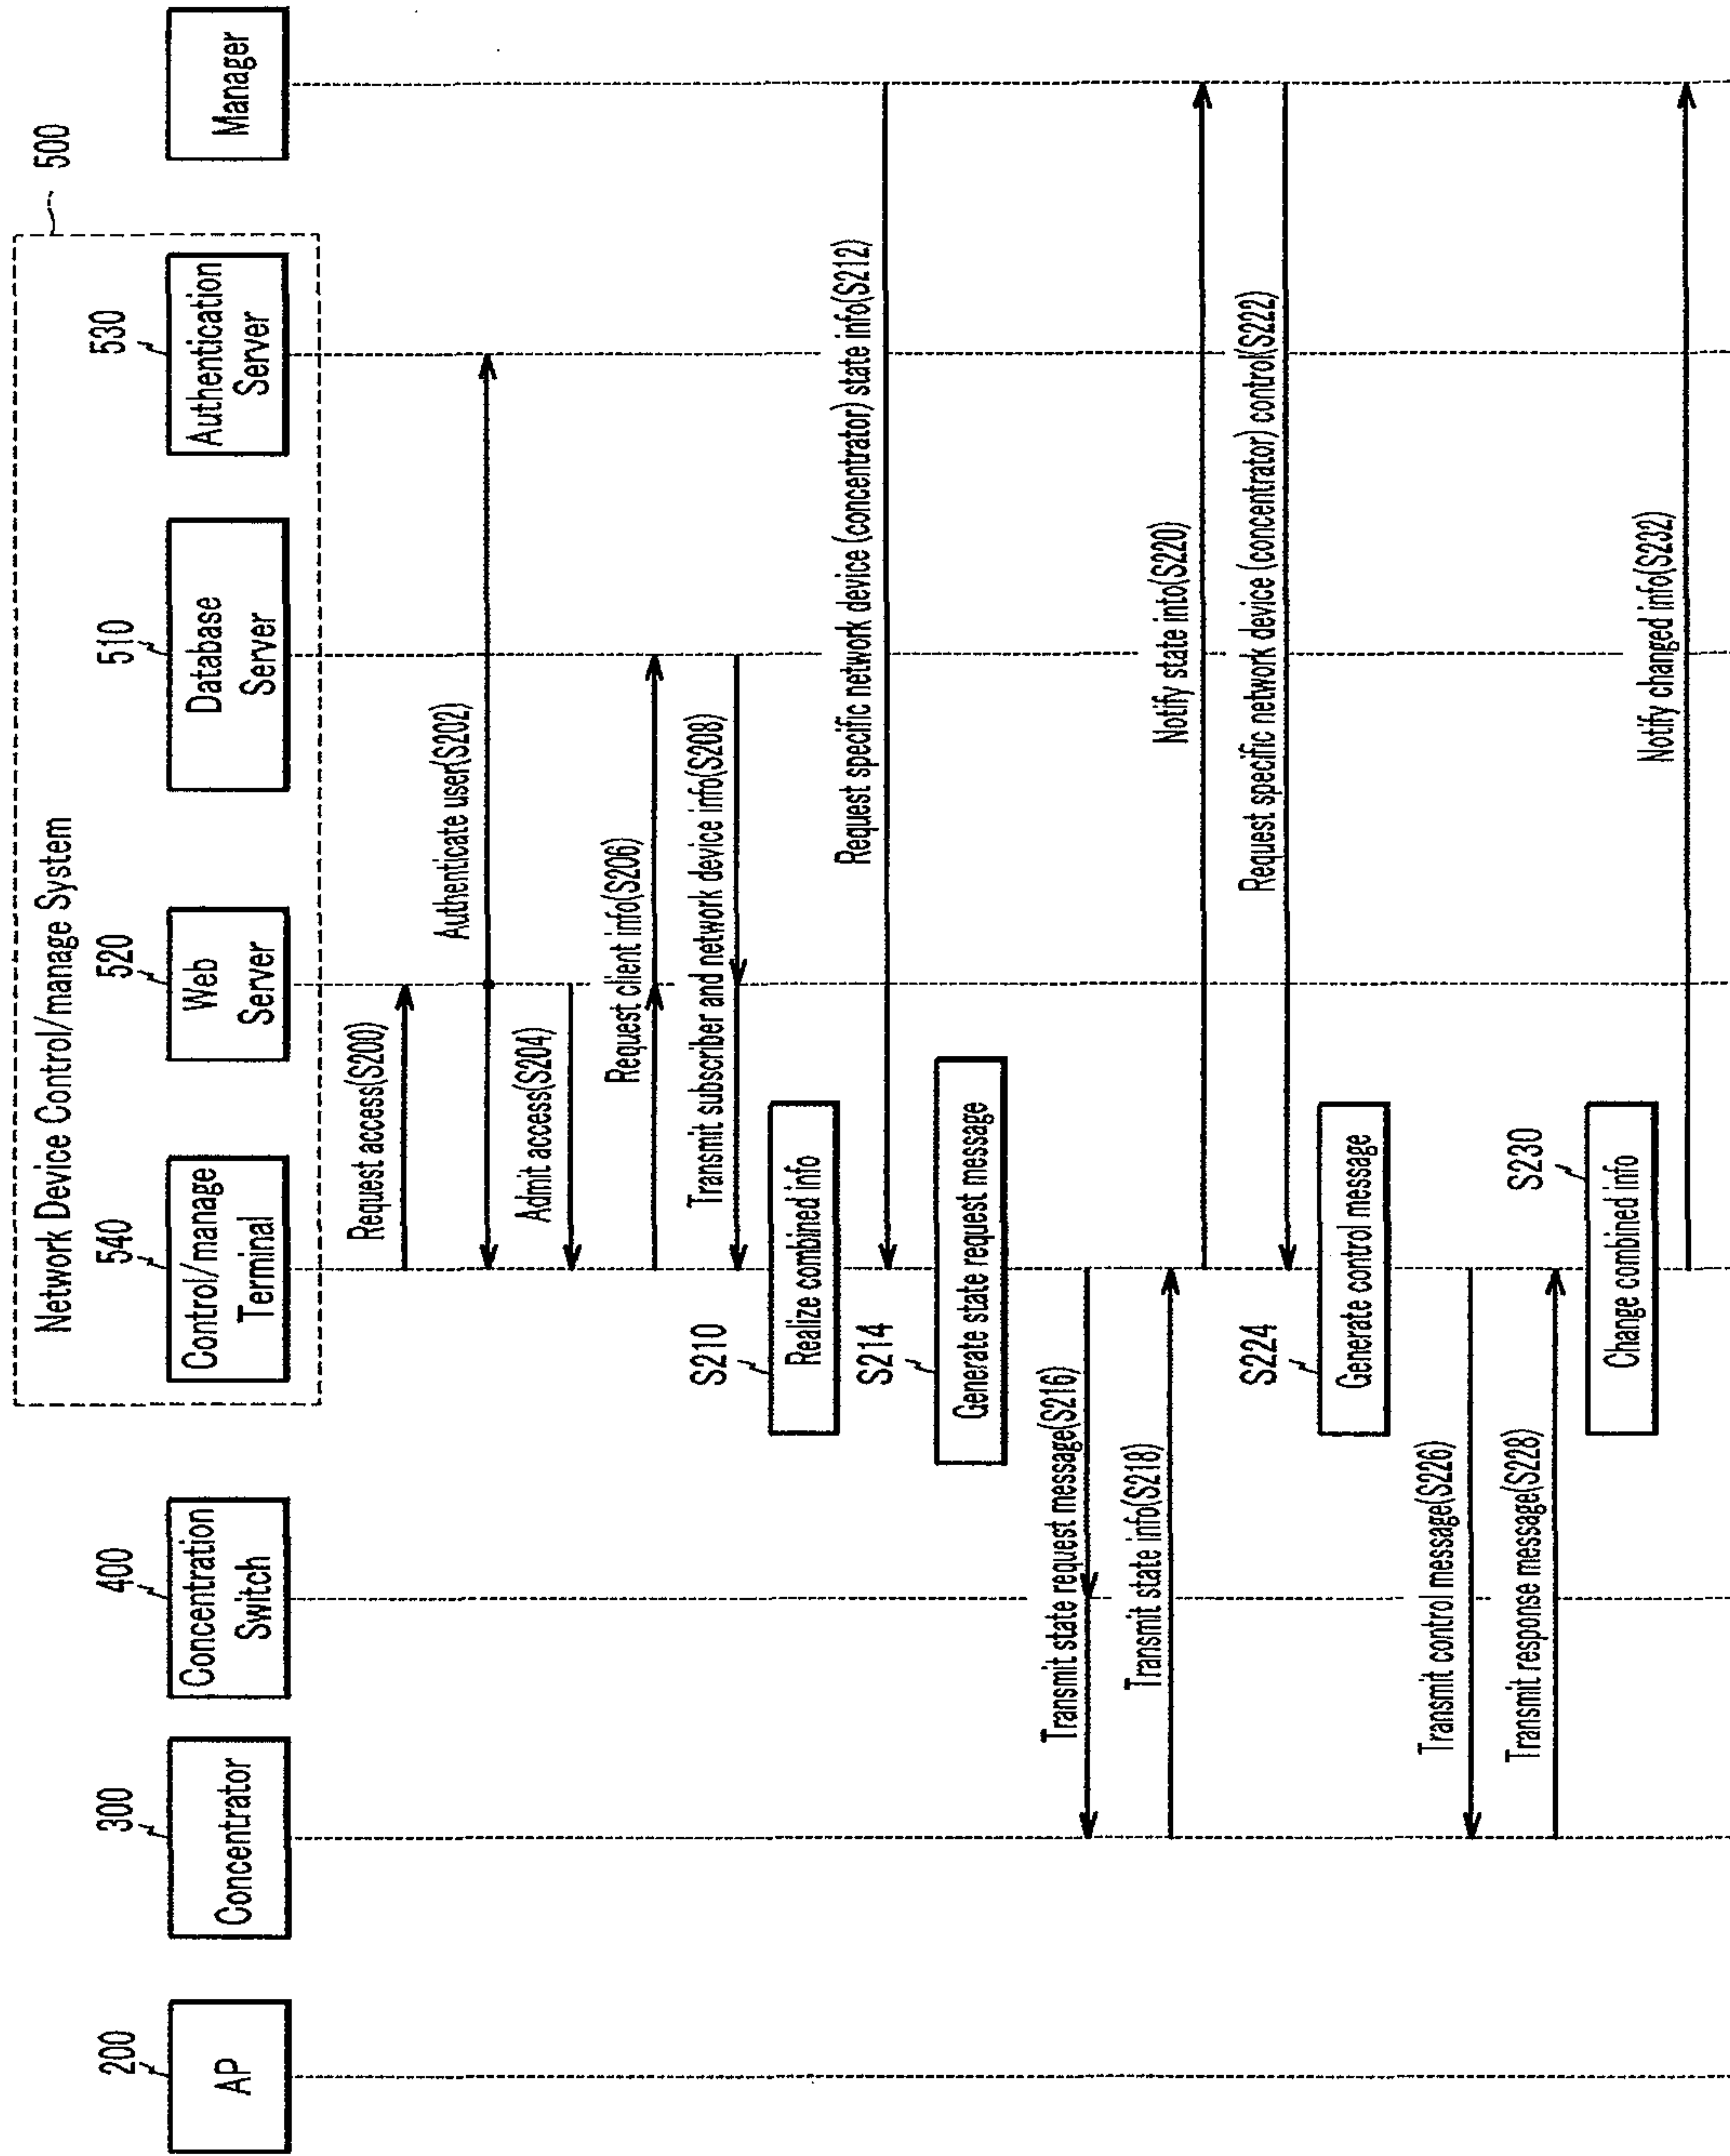 Network Device Control/manage System
500
200
300
400
540
520
510
530
AP
Concentrator
Concentration
Switch
Control/manage
Terminal
Web
Server
Database
Server
Authentication
Server
Manager
Request access(S200)
Authenticate user(S202)
Admit access(S204)
Request client info(S206)
Transmit subscriber and network device info(S208)
S210
Realize combined info
Request specific network device (concentrator) state info(S212)
S214
Generate state request message
Transmit state request message(S216)
Transmit state info(S218)
Notify state info(S220)
Request specific network device (concentrator) control(S222)
S224
Generate control message
Transmit control message(S226)
Transmit response message(S228)
S230
Change combined info
Notify changed info(S232)